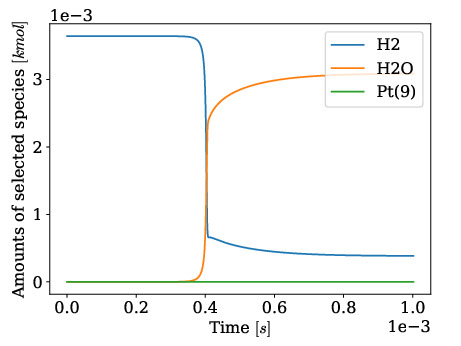 1e−3
Amounts of selected species [kmol]
3
2
1
0
H2
H2O
Pt(9)
0.0 0.2 0.4 0.6 0.8 1.0
Time [s]
1e−3